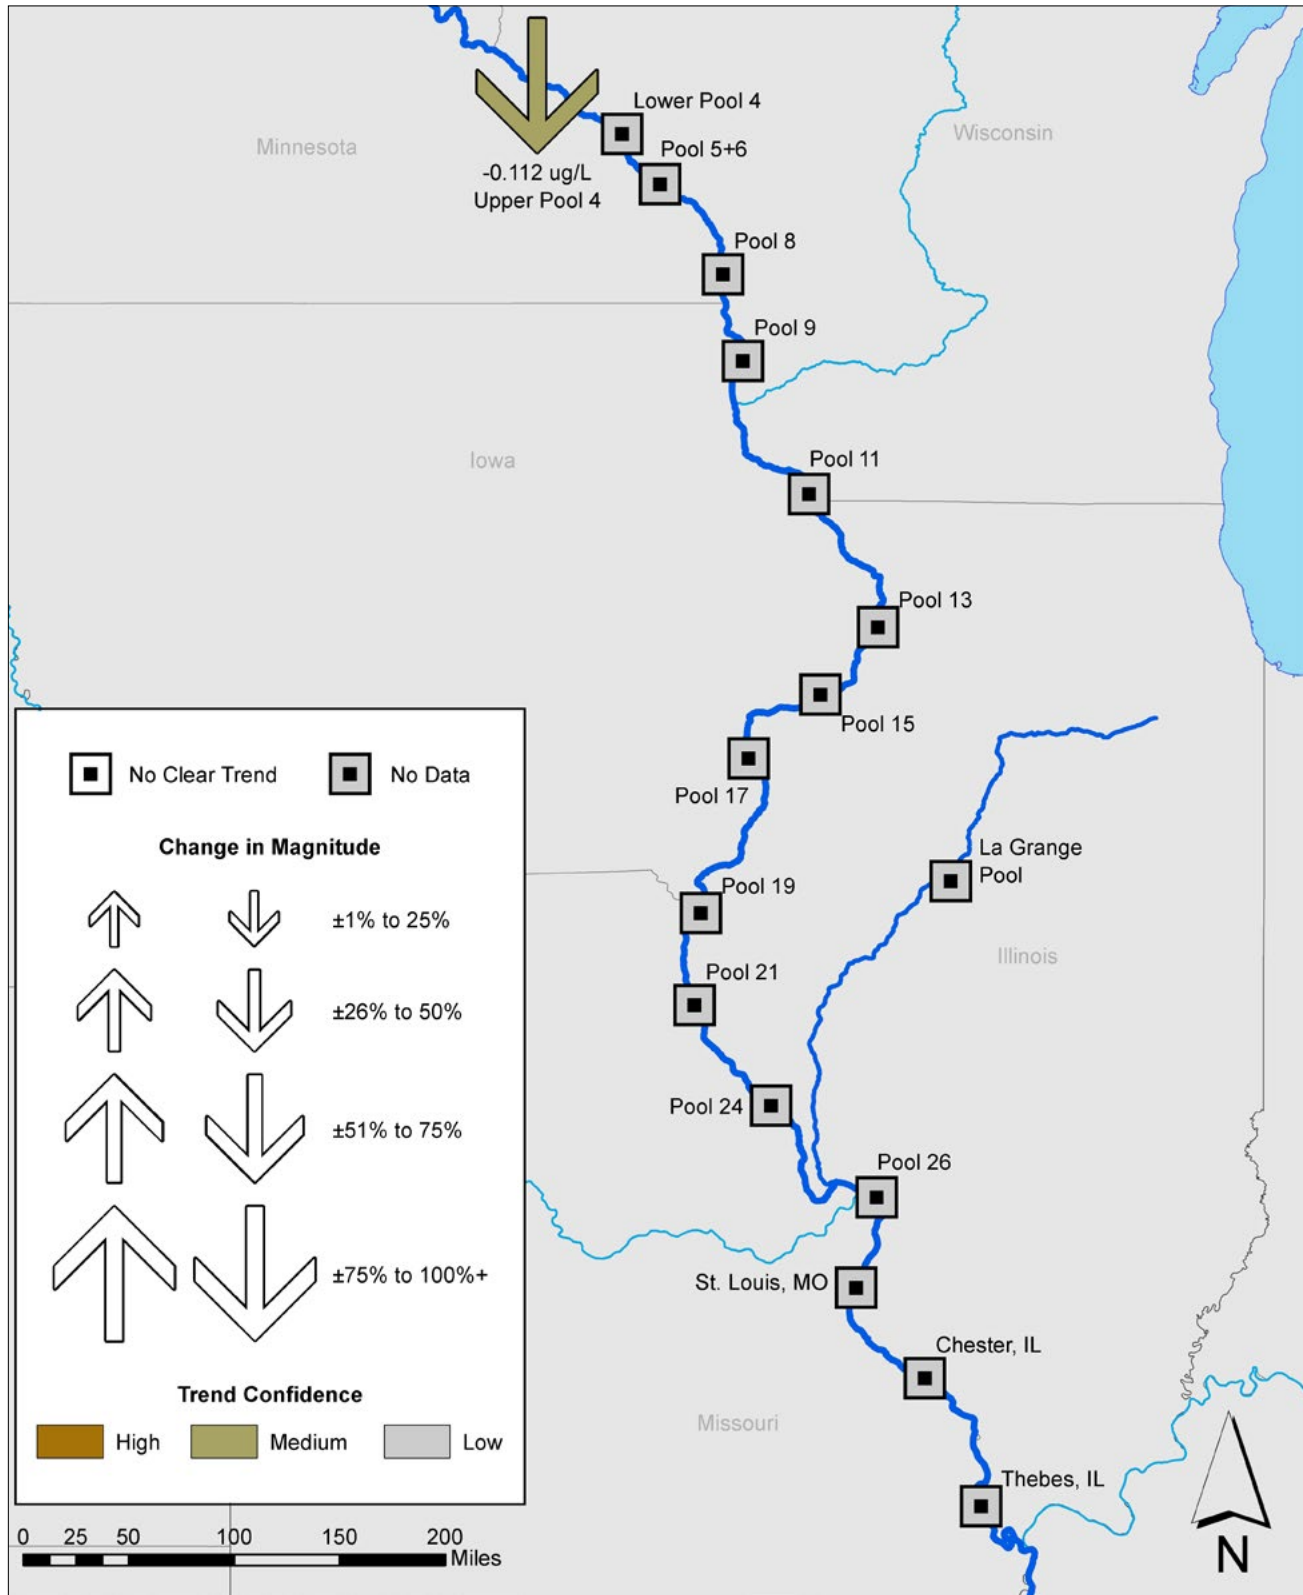 Lower Pool 4
Minnesota
Wisconsin
Pool 5+6
-0.112 ug/L
Upper Pool 4
Pool 8
Pool 9
Iowa
Pool 11
Pool 13
Pool 15
Pool 17
La Grange
Pool
Pool 19
Illinois
Pool 21
Pool 24
Pool 26
St. Louis, MO
Chester, IL
Missouri
Thebes, IL
No Clear Trend
No Data
Change in Magnitude
±1% to 25%
±26% to 50%
±51% to 75%
±75% to 100%+
Trend Confidence
High
Medium
Low
0 25 50 100 150 200
Miles
N